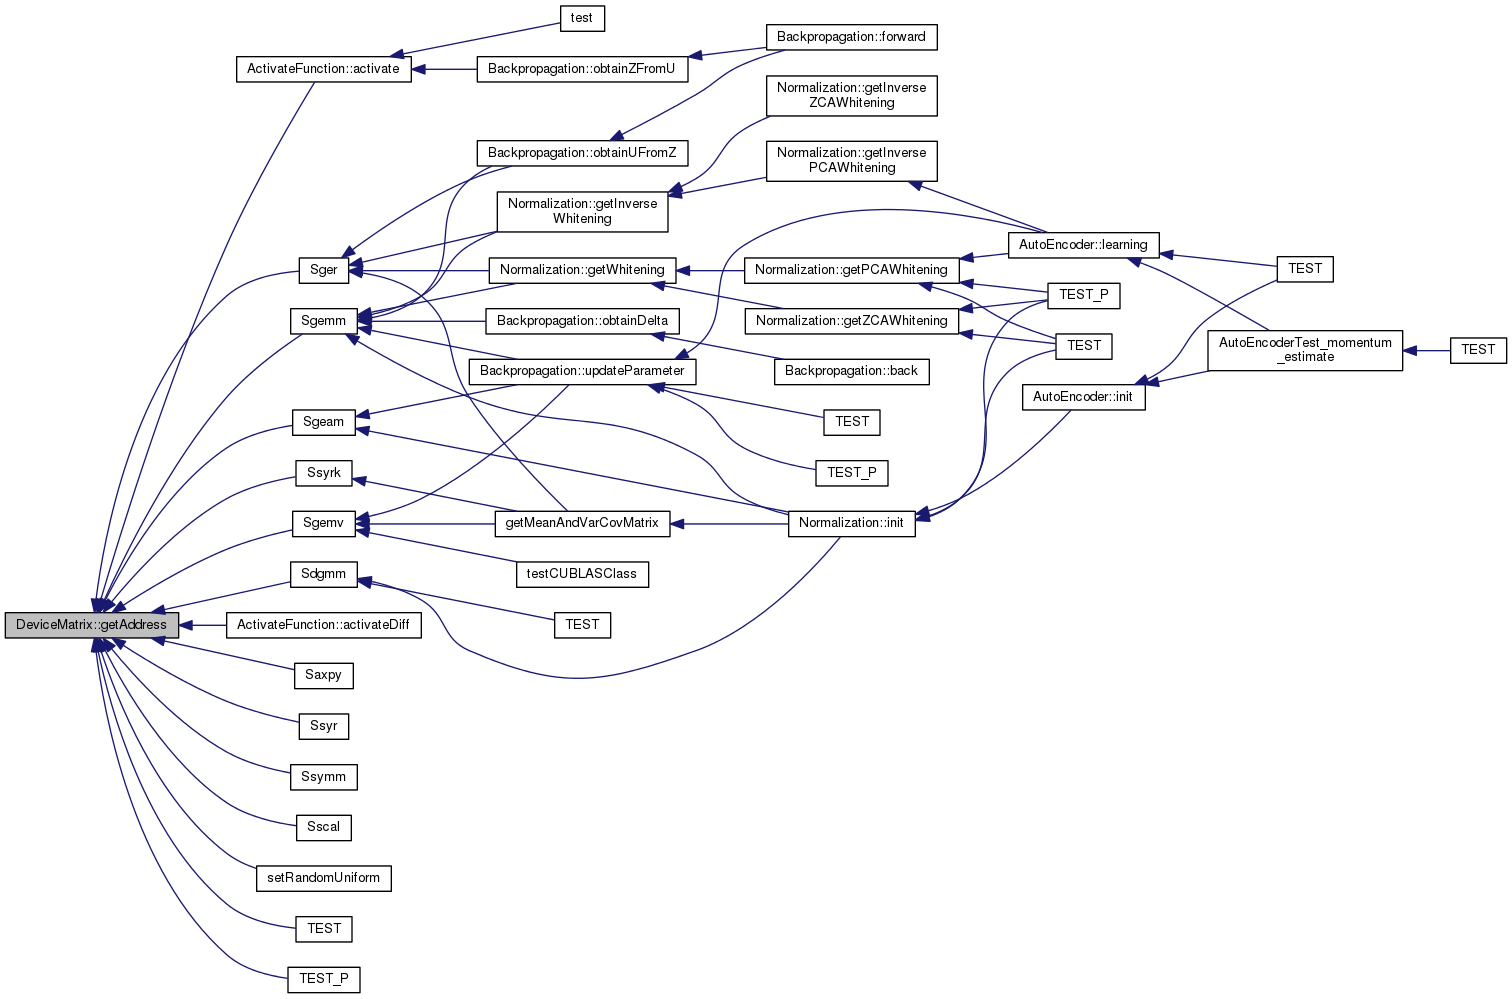 test
Backpropagation::forward
ActivateFunction::activate
Backpropagation::obtainZFromU
Normalization::getInverse
ZCAWhitening
Backpropagation::obtainUFromZ
Normalization::getInverse
PCAWhitening
Normalization::getInverse
Whitening
AutoEncoder::learning
Sger
Normalization::getWhitening
Normalization::getPCAWhitening
TEST
TEST_P
Sgemm
Backpropagation::obtainDelta
Normalization::getZCAWhitening
TEST
AutoEncoderTest_momentum
_estimate
TEST
Backpropagation::updateParameter
Backpropagation::back
AutoEncoder::init
Sgeam
TEST
Ssyrk
TEST_P
Sgemv
getMeanAndVarCovMatrix
Normalization::init
Sdgmm
testCUBLASClass
DeviceMatrix::getAddress
ActivateFunction::activateDiff
TEST
Saxpy
Ssyr
Ssymm
Sscal
setRandomUniform
TEST
TEST_P